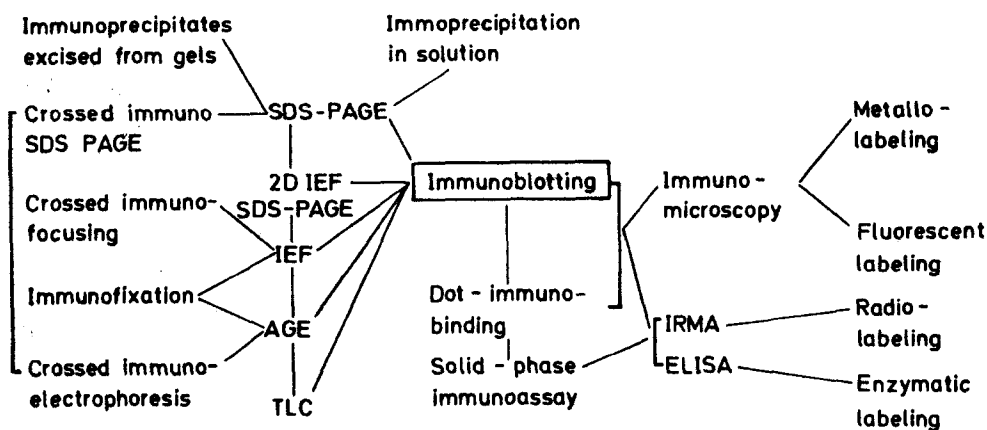 Immunoprecipitates
excised from gels
Immoprecipitation
in solution
Crossed immuno
SDS PAGE
SDS-PAGE
Metallo-
labeling
2D IEF
SDS-PAGE
Immunoblotting
Immuno-
microscopy
Crossed immuno-
focusing
IEF
Fluorescent
labeling
Immunofixation
Dot-immuno-
binding
AGE
IRMA
ELISA
Radio-
labeling
Crossed immuno-
electrophoresis
TLC
Solid-phase
immunoassay
Enzymatic
labeling